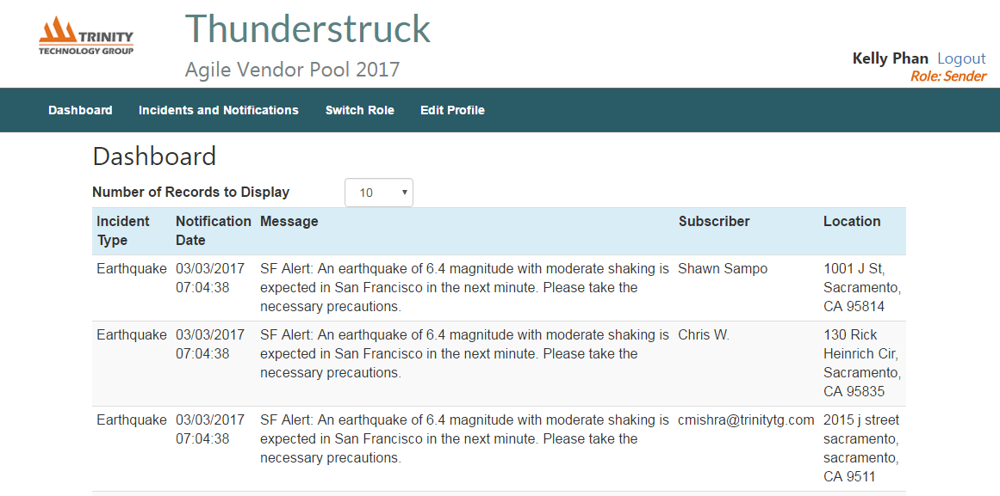 TRINITY
TECHNOLOGY GROUP
Thunderstruck
Agile Vendor Pool 2017
Kelly Phan Logout
Role: Sender
Dashboard Incidents and Notifications Switch Role Edit Profile
Dashboard
Number of Records to Display 10
Incident Type Notification Date Message Subscriber Location
Earthquake 03/03/2017 SF Alert: An earthquake of 6.4 magnitude with moderate shaking is Shawn Sampo 1001 J St,
07:04:38 expected in San Francisco in the next minute. Please take the Sacramento,
necessary precautions. CA 95814
Earthquake 03/03/2017 SF Alert: An earthquake of 6.4 magnitude with moderate shaking is Chris W. 130 Rick
07:04:38 expected in San Francisco in the next minute. Please take the Heinrich Cir,
necessary precautions. Sacramento,
CA 95835
Earthquake 03/03/2017 SF Alert: An earthquake of 6.4 magnitude with moderate shaking is cmishra@trinitytg.com 2015 j street
07:04:38 expected in San Francisco in the next minute. Please take the sacramento,
necessary precautions. sacramento,
CA 9511